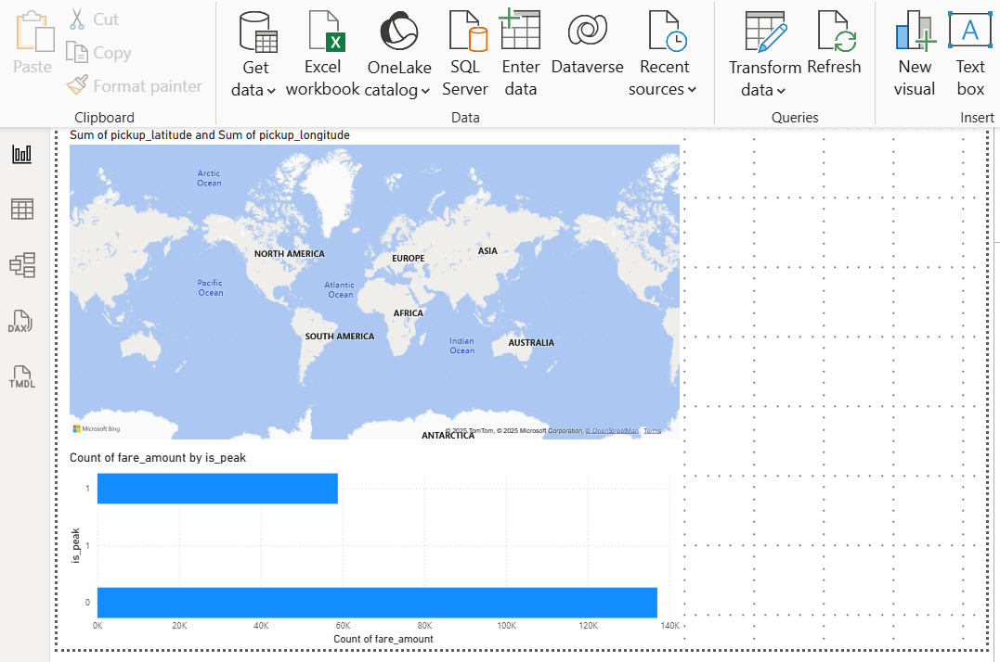 Paste
Cut
Copy
Format painter
Clipboard
Get
data
Excel
workbook
OneLake
catalog
SQL
Server
Enter
data
Dataverse
Recent
sources
Data
Transform
data
Refresh
Queries
New
visual
Text
box
Insert
DAX
TMDL
Sum of pickup_latitude and Sum of pickup_longitude
Arctic
Ocean
NORTH AMERICA
EUROPE
ASIA
Pacific
Ocean
Atlantic
Ocean
AFRICA
SOUTH AMERICA
Indian
Ocean
AUSTRALIA
Microsoft Bing
© 2025 TomTom, © 2025 Microsoft Corporation, © OpenStreetMap Terms
ANTARCTICA
Count of fare_amount by is_peak
is_peak
1
1
0
0K 20K 40K 60K 80K 100K 120K 140K
Count of fare_amount